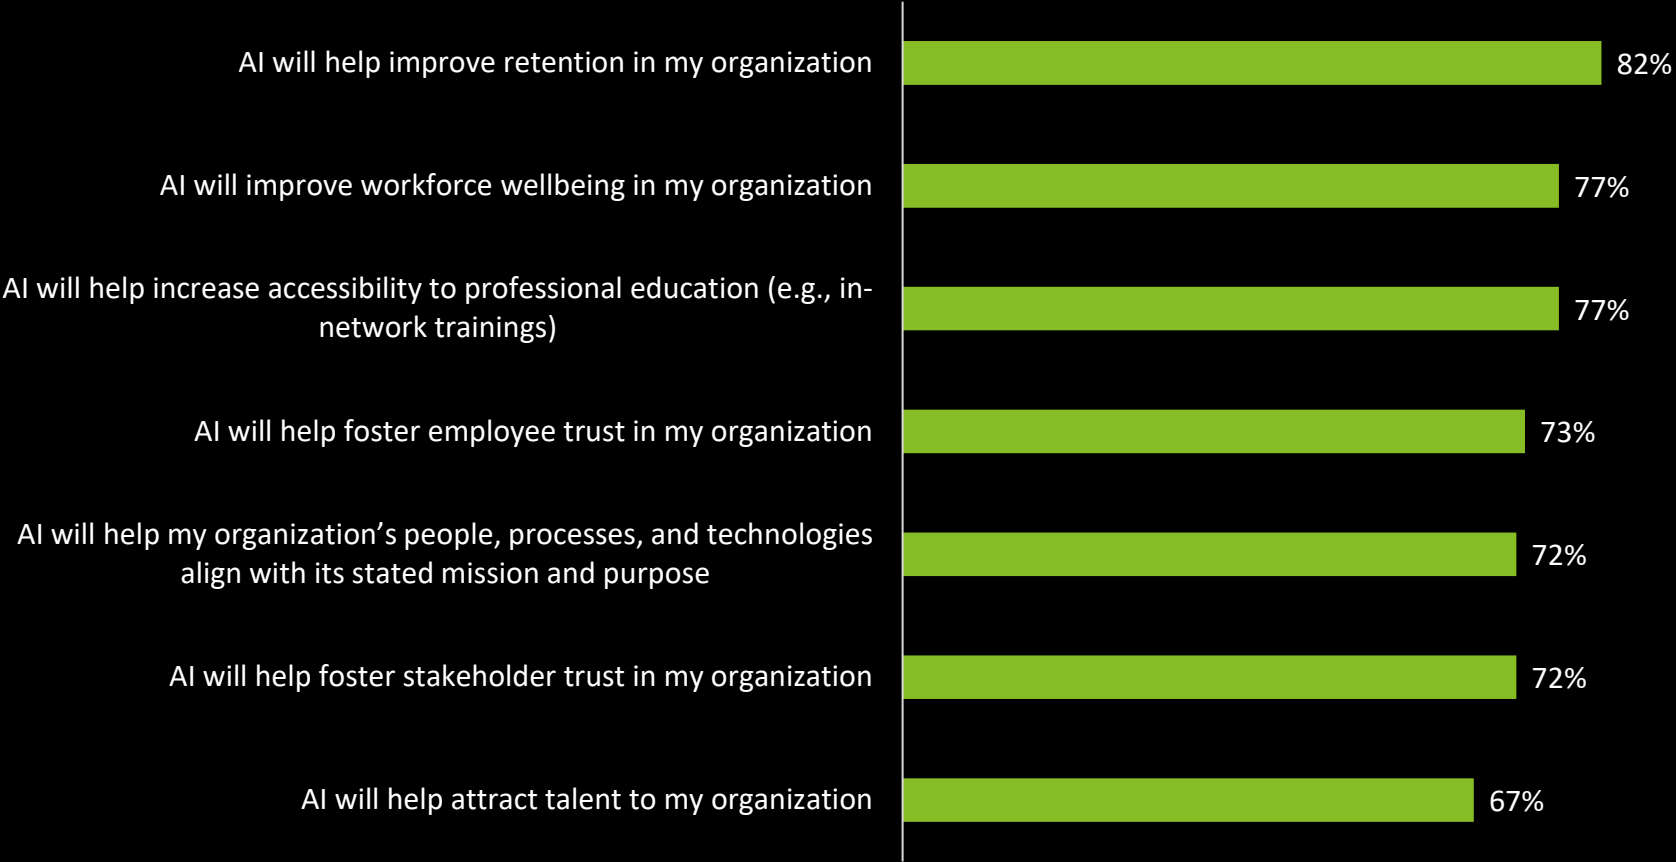 AI will help improve retention in my organization
82%
AI will improve workforce wellbeing in my organization
77%
AI will help increase accessibility to professional education (e.g., in-
network trainings)
77%
AI will help foster employee trust in my organization
73%
AI will help my organization’s people, processes, and technologies
align with its stated mission and purpose
72%
AI will help foster stakeholder trust in my organization
72%
AI will help attract talent to my organization
67%